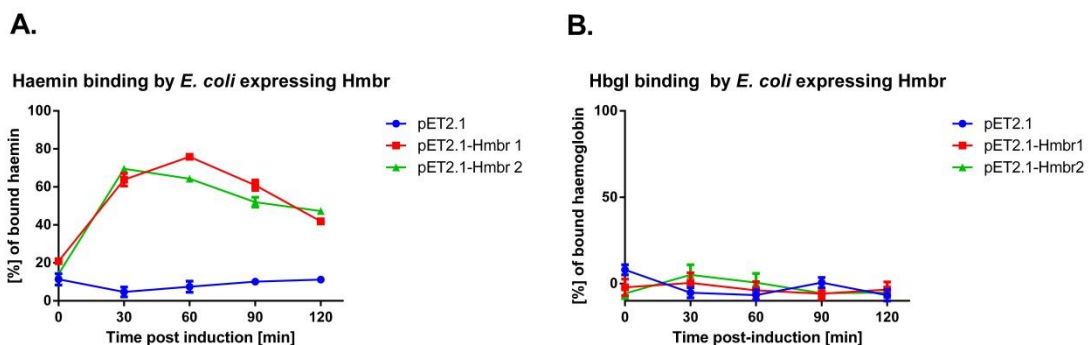 A.
Haemin binding by E. coli expressing Hmbr
[%] of bound haemin
100
80
60
40
20
0
0 30 60 90 120
Time post induction [min]
pET2.1
pET2.1-Hmbr 1
pET2.1-Hmbr 2
B.
Hbgl binding by E. coli expressing Hmbr
[%] of bound haemoglobin
100
50
0
0 30 60 90 120
Time post-induction [min]
pET2.1
pET2.1-Hmbr1
pET2.1-Hmbr2